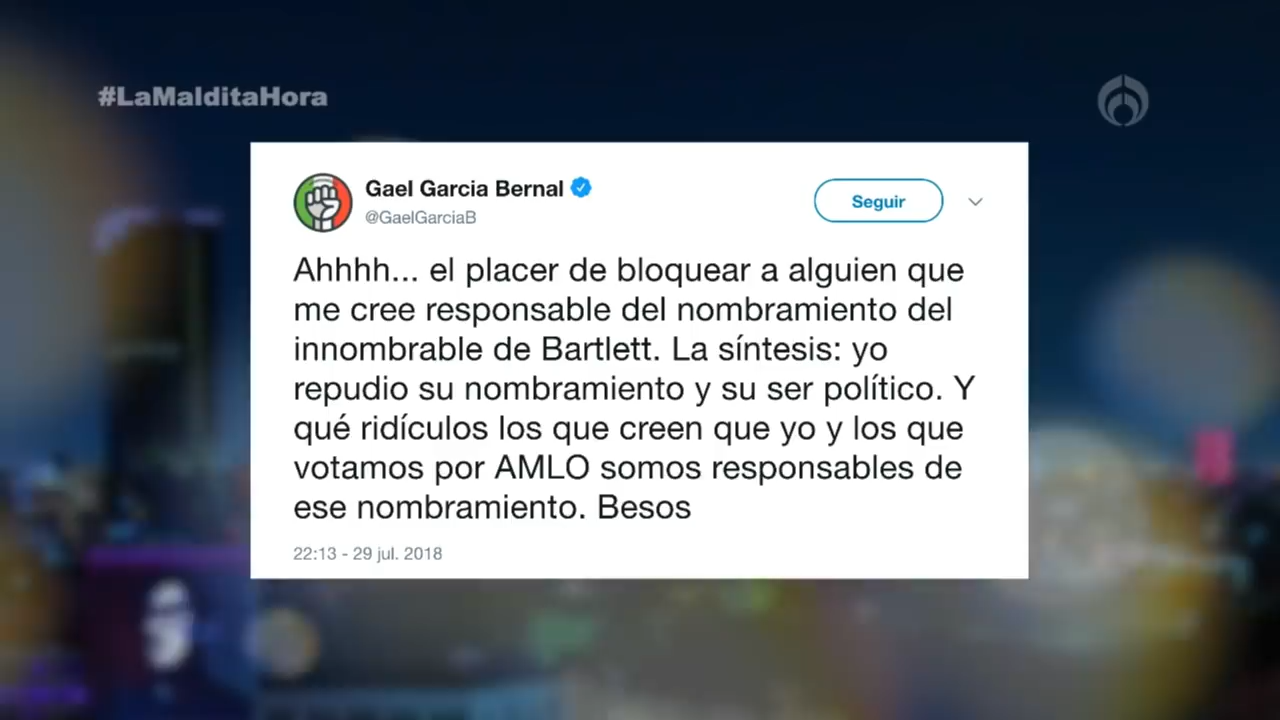 #LaMalditaHora
Gael Garcia Bernal
@GaelGarciaB
Seguir
Ahhhh... el placer de bloquear a alguien que
me cree responsable del nombramiento del
innombrable de Bartlett. La síntesis: yo
repudio su nombramiento y su ser político. Y
qué ridículos los que creen que yo y los que
votamos por AMLO somos responsables de
ese nombramiento. Besos
22:13 - 29 jul. 2018